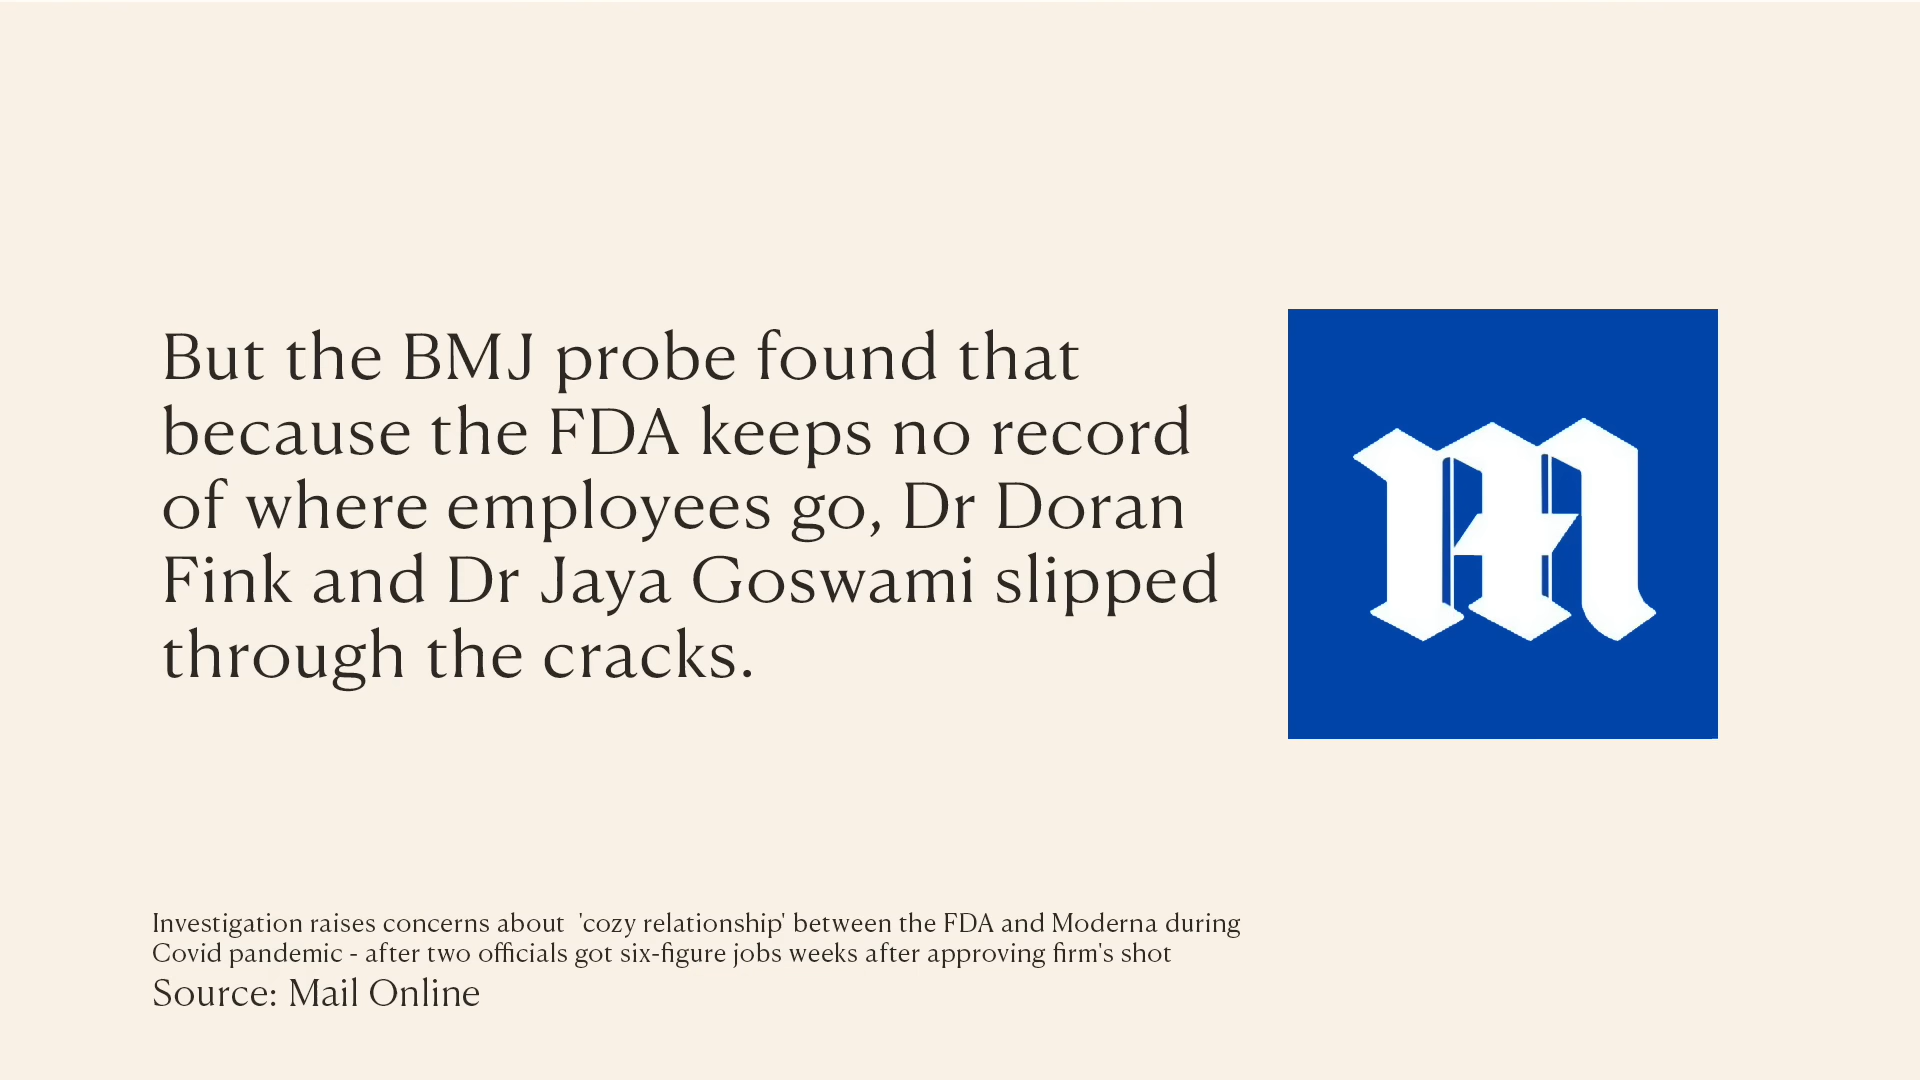 But the BMJ probe found that
because the FDA keeps no record
of where employees go, Dr Doran
Fink and Dr Jaya Goswami slipped
through the cracks.
m
Investigation raises concerns about  'cozy relationship' between the FDA and Moderna during
Covid pandemic - after two officials got six-figure jobs weeks after approving firm's shot
Source: Mail Online